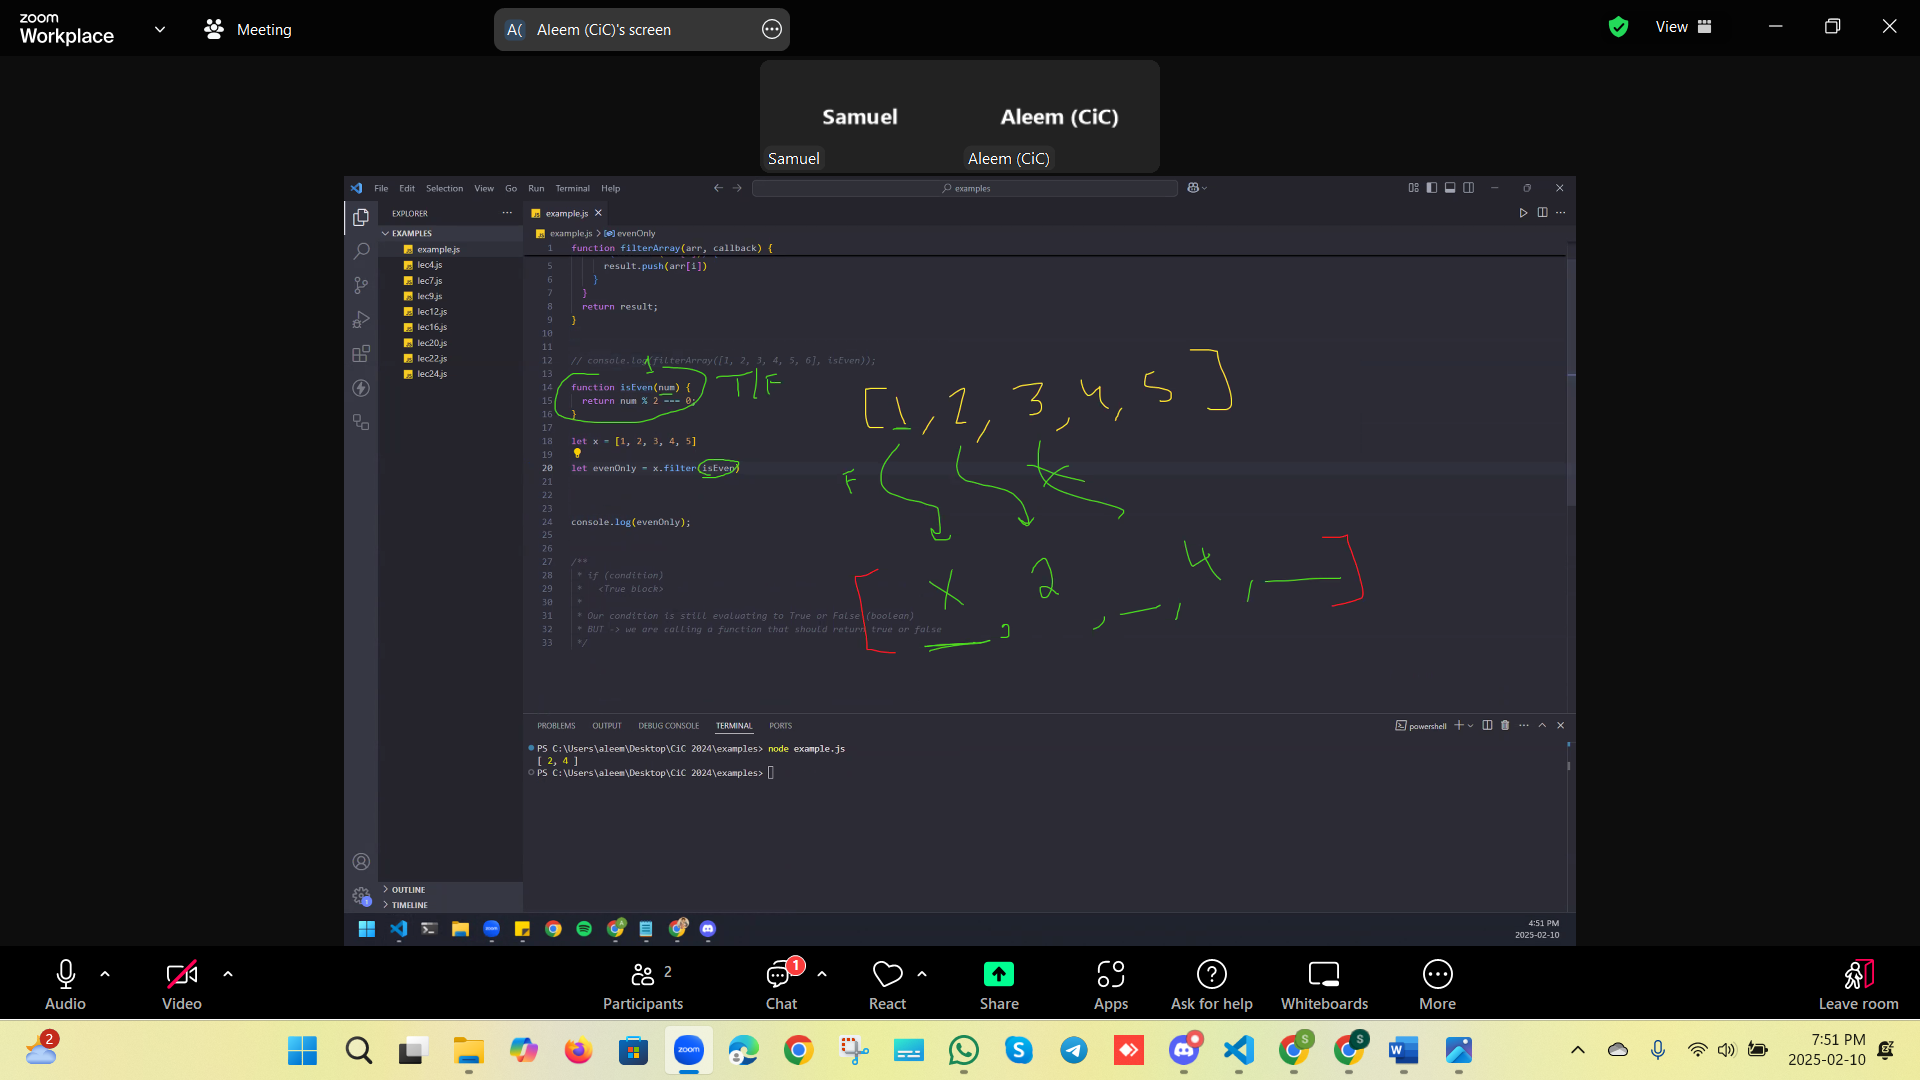 zoom
Workplace
Meeting
A( Aleem (CiC)'s screen
View
Samuel
Aleem (CiC)
Samuel
Aleem (CiC)
File Edit Selection View Go Run Terminal Help
examples
EXPLORER
EXAMPLES
example.js
lec4.js
lec7.js
lec9.js
lec12.js
lec16.js
lec20.js
lec22.js
lec24.js
OUTLINE
TIMELINE
example.js
example.js > evenOnly
1 function filterArray(arr, callback) {
5 result.push(arr[i])
6 }
7 }
8 return result;
9 }
10
11
12 // console.log(filterArray([1, 2, 3, 4, 5, 6], isEven));
13
14 function isEven(num) {
15 return num % 2 === 0;
16 }
17
18 let x = [1, 2, 3, 4, 5]
19
20 let evenOnly = x.filter(isEven)
21
22
23
24 console.log(evenOnly);
25
26
27 /**
28 * if (condition)
29 * <True block>
30 *
31 * Our condition is still evaluating to True or False (boolean)
32 * BUT -> we are calling a function that should return true or false
33 */
1
T/F
[1, 2, 3, 4, 5]
F
[ X, 2, __, 4, __ ]
PROBLEMS OUTPUT DEBUG CONSOLE TERMINAL PORTS
powershell
PS C:\Users\aleem\Desktop\CiC 2024\examples> node example.js
[ 2, 4 ]
PS C:\Users\aleem\Desktop\CiC 2024\examples>
4:51 PM
2025-02-10
Audio
Video
Participants 2
Chat 1
React
Share
Apps
Ask for help
Whiteboards
More
Leave room
2
zoom
7:51 PM
2025-02-10